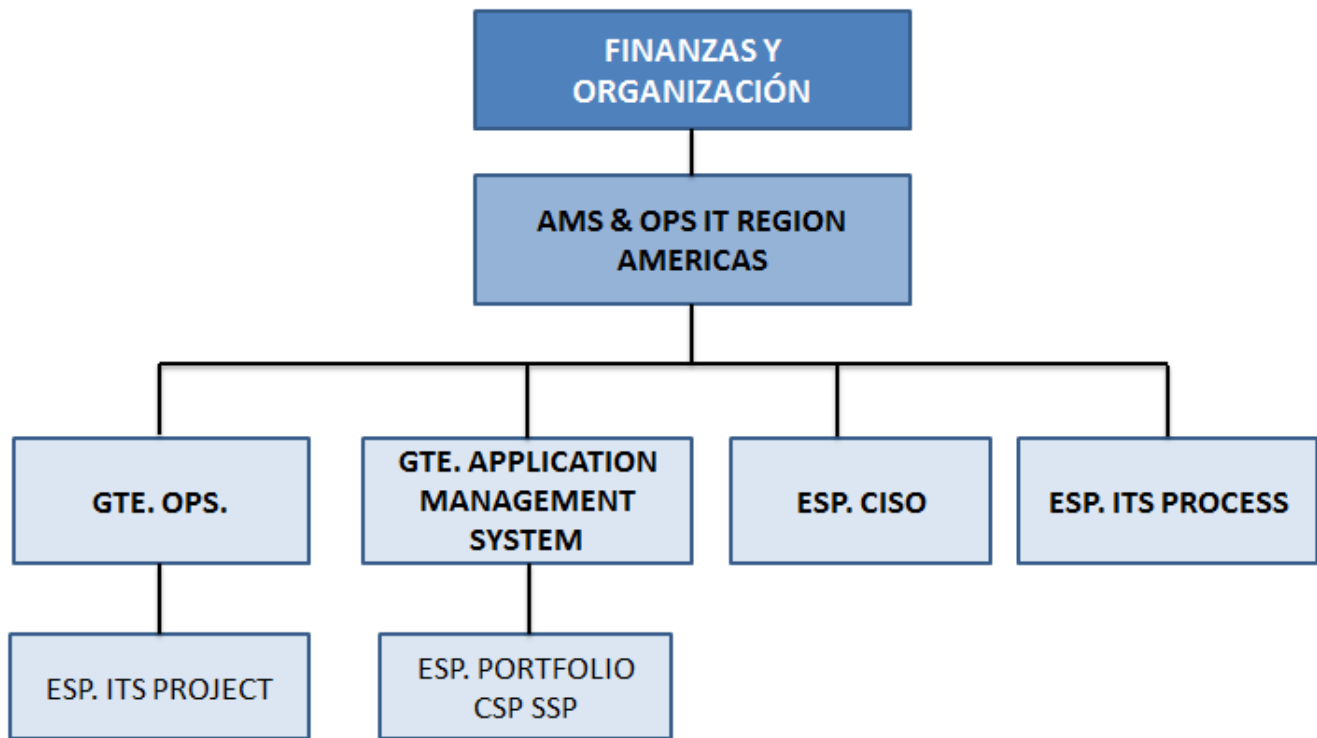 FINANZAS Y
ORGANIZACIÓN
AMS & OPS IT REGION
AMERICAS
GTE. OPS.
GTE. APPLICATION
MANAGEMENT
SYSTEM
ESP. CISO
ESP. ITS PROCESS
ESP. ITS PROJECT
ESP. PORTFOLIO
CSP SSP